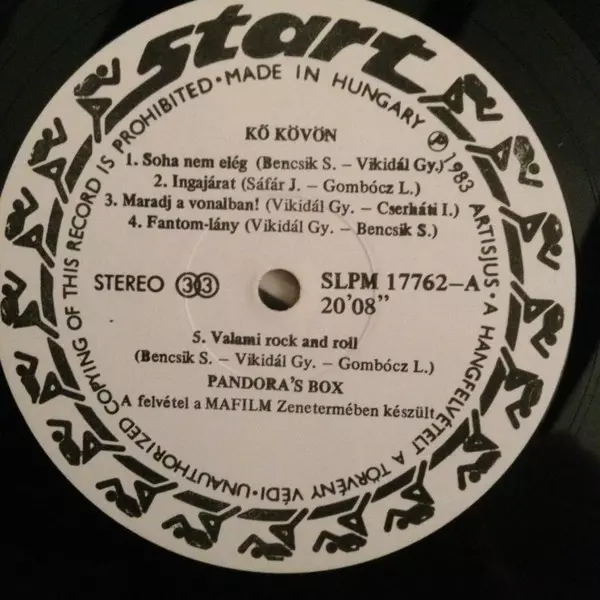 start
UNAUTHORIZED COPYING OF THIS RECORD IS PROHIBITED • MADE IN HUNGARY Ⓟ 1983 ARTISJUS • A HANGFELVÉTELT A TÖRVÉNY VÉDI •
KŐ KÖVÖN
1. Soha nem elég (Bencsik S. – Vikidál Gy.)
2. Ingajárat (Sáfár J. – Gombócz L.)
3. Maradj a vonalban! (Vikidál Gy. – Cserháti I.)
4. Fantom-lány (Vikidál Gy. – Bencsik S.)
STEREO 33 SLPM 17762–A
20'08"
5. Valami rock and roll
(Bencsik S. – Vikidál Gy. – Gombócz L.)
PANDORA'S BOX
A felvétel a MAFILM Zenetermében készült